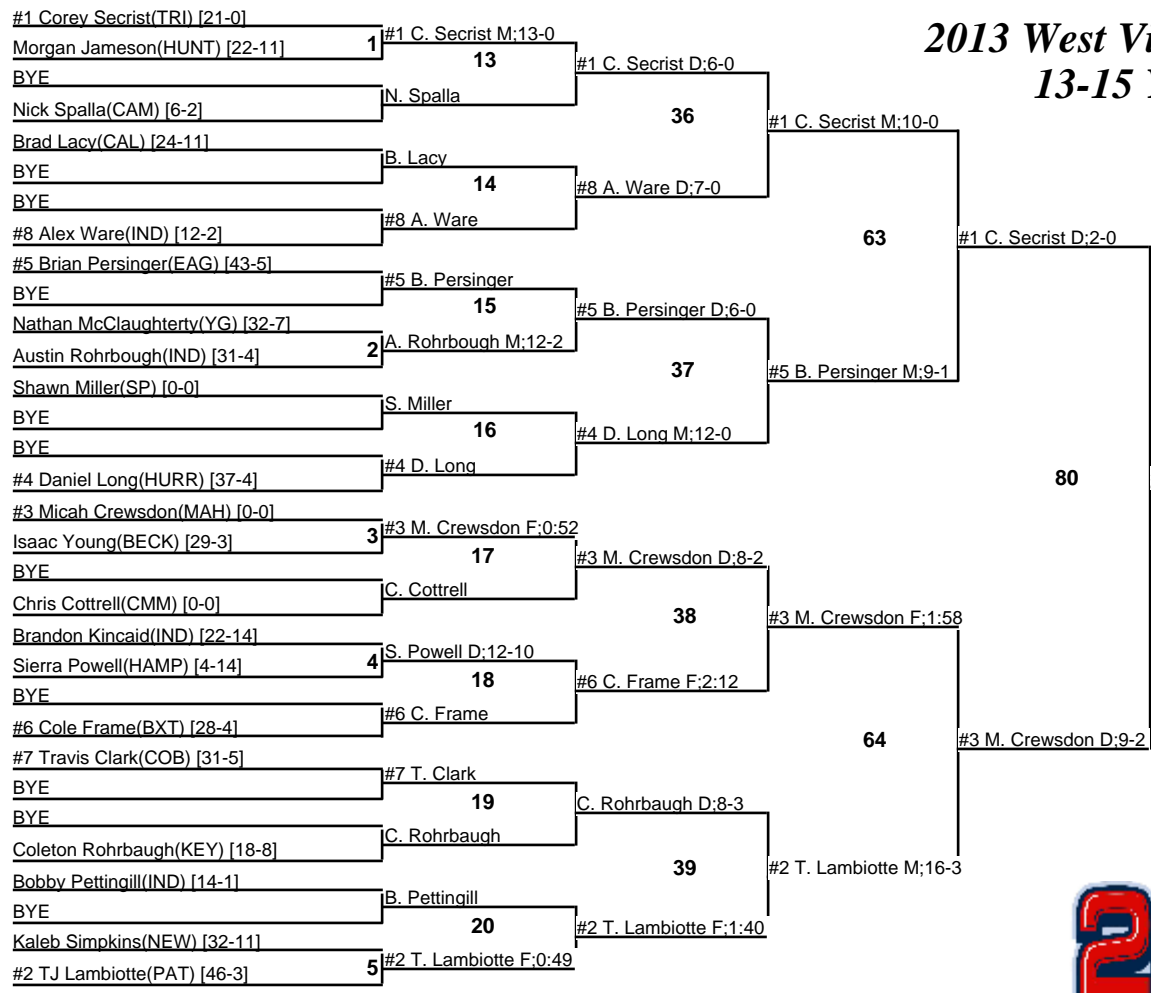 #1 Corey Secrist(TRI) [21-0]
Morgan Jameson(HUNT) [22-11]
BYE
Nick Spalla(CAM) [6-2]
Brad Lacy(CAL) [24-11]
BYE
BYE
#8 Alex Ware(IND) [12-2]
#5 Brian Persinger(EAG) [43-5]
BYE
Nathan McClaughterty(YG) [32-7]
Austin Rohrbough(IND) [31-4]
Shawn Miller(SP) [0-0]
BYE
BYE
#4 Daniel Long(HURR) [37-4]
#3 Micah Crewsdon(MAH) [0-0]
Isaac Young(BECK) [29-3]
BYE
Chris Cottrell(CMM) [0-0]
Brandon Kincaid(IND) [22-14]
Sierra Powell(HAMP) [4-14]
BYE
#6 Cole Frame(BXT) [28-4]
#7 Travis Clark(COB) [31-5]
BYE
BYE
Coleton Rohrbaugh(KEY) [18-8]
Bobby Pettingill(IND) [14-1]
BYE
Kaleb Simpkins(NEW) [32-11]
#2 TJ Lambiotte(PAT) [46-3]
1
2
3
4
5
#1 C. Secrist M;13-0
13
N. Spalla
B. Lacy
14
#8 A. Ware
#5 B. Persinger
15
A. Rohrbough M;12-2
S. Miller
16
#4 D. Long
#3 M. Crewsdon F;0:52
17
C. Cottrell
S. Powell D;12-10
18
#6 C. Frame
#7 T. Clark
19
C. Rohrbaugh
B. Pettingill
20
#2 T. Lambiotte F;0:49
#1 C. Secrist D;6-0
36
#8 A. Ware D;7-0
#5 B. Persinger D;6-0
37
#4 D. Long M;12-0
#3 M. Crewsdon D;8-2
38
#6 C. Frame F;2:12
C. Rohrbaugh D;8-3
39
#2 T. Lambiotte F;1:40
#1 C. Secrist M;10-0
63
#5 B. Persinger M;9-1
#3 M. Crewsdon F;1:58
64
#2 T. Lambiotte M;16-3
#1 C. Secrist D;2-0
80
#3 M. Crewsdon D;9-2
2013 West Vi
13-15 Y
2